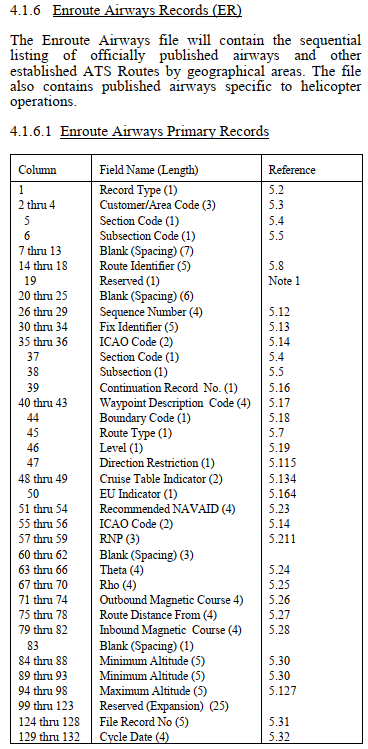 4.1.6 Enroute Airways Records (ER)
The Enroute Airways file will contain the sequential
listing of officially published airways and other
established ATS Routes by geographical areas. The file
also contains published airways specific to helicopter
operations.
4.1.6.1 Enroute Airways Primary Records
Column Field Name (Length) Reference
1 Record Type (1) 5.2
2 thru 4 Customer/Area Code (3) 5.3
5 Section Code (1) 5.4
6 Subsection Code (1) 5.5
7 thru 13 Blank (Spacing) (7)
14 thru 18 Route Identifier (5) 5.8
19 Reserved (1) Note 1
20 thru 25 Blank (Spacing) (6)
26 thru 29 Sequence Number (4) 5.12
30 thru 34 Fix Identifier (5) 5.13
35 thru 36 ICAO Code (2) 5.14
37 Section Code (1) 5.4
38 Subsection (1) 5.5
39 Continuation Record No. (1) 5.16
40 thru 43 Waypoint Description Code (4) 5.17
44 Boundary Code (1) 5.18
45 Route Type (1) 5.7
46 Level (1) 5.19
47 Direction Restriction (1) 5.115
48 thru 49 Cruise Table Indicator (2) 5.134
50 EU Indicator (1) 5.164
51 thru 54 Recommended NAVAID (4) 5.23
55 thru 56 ICAO Code (2) 5.14
57 thru 59 RNP (3) 5.211
60 thru 62 Blank (Spacing) (3)
63 thru 66 Theta (4) 5.24
67 thru 70 Rho (4) 5.25
71 thru 74 Outbound Magnetic Course 4) 5.26
75 thru 78 Route Distance From (4) 5.27
79 thru 82 Inbound Magnetic Course (4) 5.28
83 Blank (Spacing) (1)
84 thru 88 Minimum Altitude (5) 5.30
89 thru 93 Minimum Altitude (5) 5.30
94 thru 98 Maximum Altitude (5) 5.127
99 thru 123 Reserved (Expansion) (25)
124 thru 128 File Record No (5) 5.31
129 thru 132 Cycle Date (4) 5.32